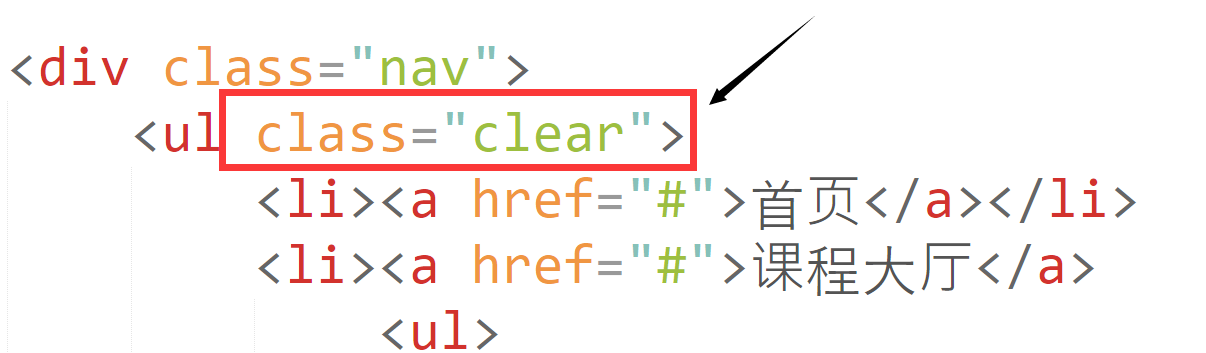 <div class="nav">
<ul class="clear">
<li><a href="#">首页</a></li>
<li><a href="#">课程大厅</a>
<ul>